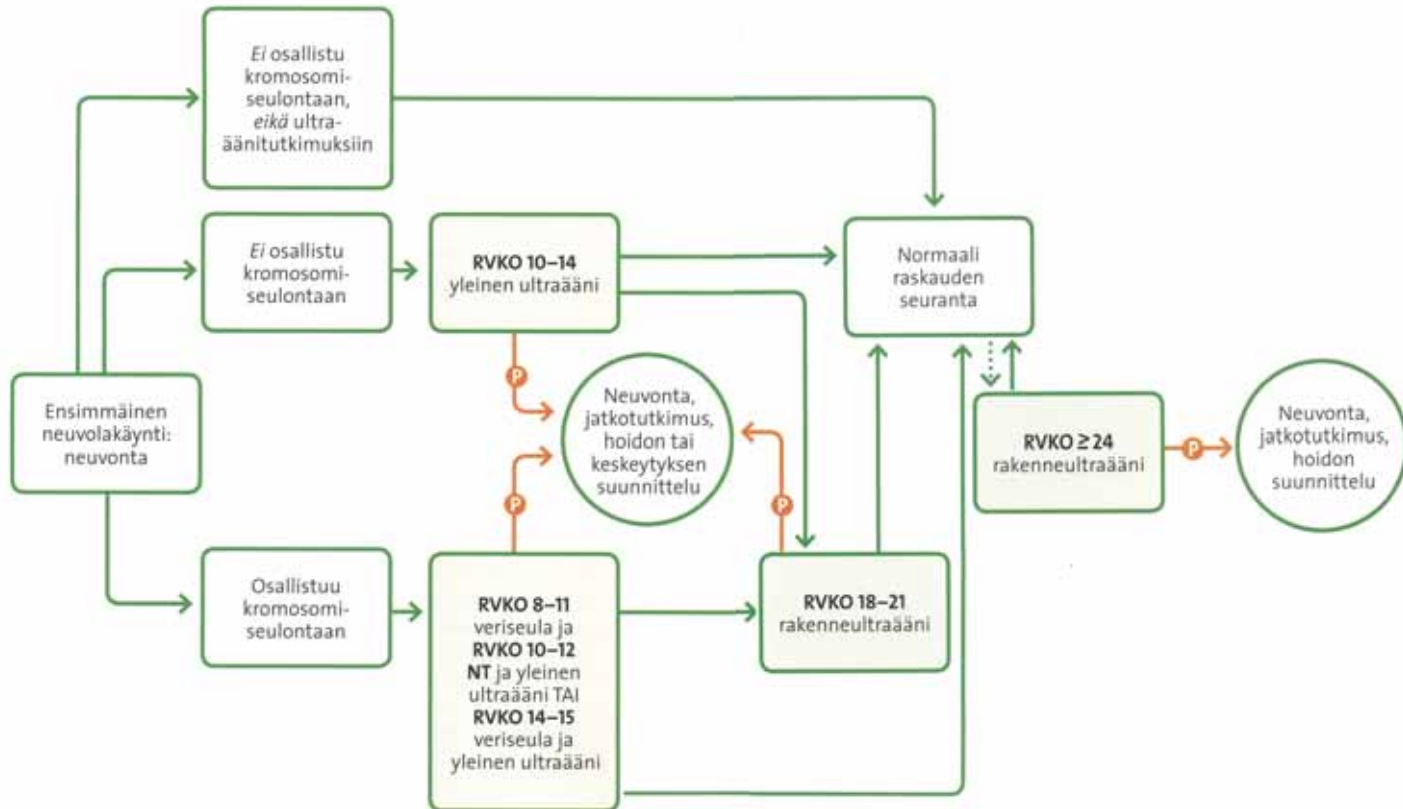 Ei osallistu
kromosomi-
seulontaan,
eikä ultra-
äänitutkimuksiin
Ei osallistu
kromosomi-
seulontaan
RVKO 10–14
yleinen ultraääni
Normaali
raskauden
seuranta
P
Ensimmäinen
neuvolakäynti:
neuvonta
Neuvonta,
jatkotutkimus,
hoidon tai
keskeytyksen
suunnittelu
P
P
RVKO ≥ 24
rakenneultraääni
P
Neuvonta,
jatkotutkimus,
hoidon
suunnittelu
Osallistuu
kromosomi-
seulontaan
RVKO 8–11
veriseula ja
RVKO 10–12
NT ja yleinen
ultraääni TAI
RVKO 14–15
veriseula ja
yleinen ultraääni
RVKO 18–21
rakenneultraääni